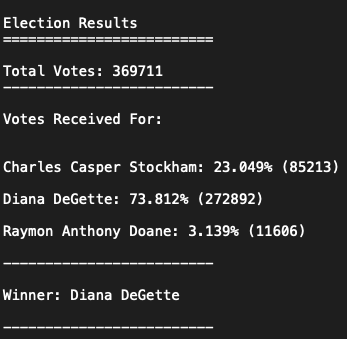 Election Results
=========================
Total Votes: 369711
-------------------------
Votes Received For:
Charles Casper Stockham: 23.049% (85213)
Diana DeGette: 73.812% (272892)
Raymon Anthony Doane: 3.139% (11606)
-------------------------
Winner: Diana DeGette
-------------------------